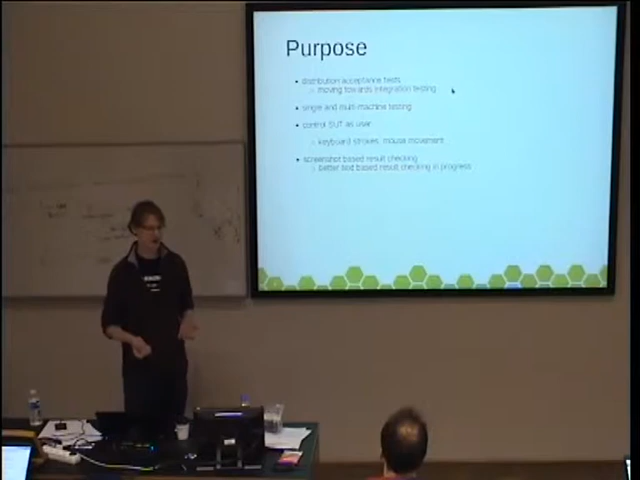 Purpose
distribution acceptance tests
moving towards integration testing
single and multi-machine testing
control SUT as user
keyboard strokes, mouse movement
screenshot based result checking
better text based result checking in progress